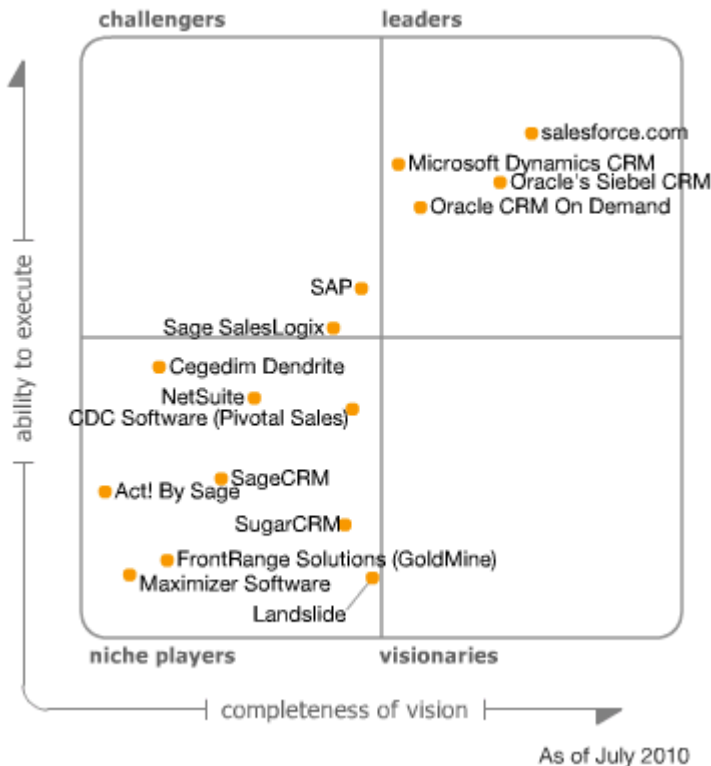 challengers
leaders
salesforce.com
Microsoft Dynamics CRM
Oracle's Siebel CRM
Oracle CRM On Demand
SAP
Sage SalesLogix
Cegedim Dendrite
NetSuite
CDC Software (Pivotal Sales)
SageCRM
Act! By Sage
SugarCRM
FrontRange Solutions (GoldMine)
Maximizer Software
Landslide
niche players
visionaries
ability to execute
completeness of vision
As of July 2010